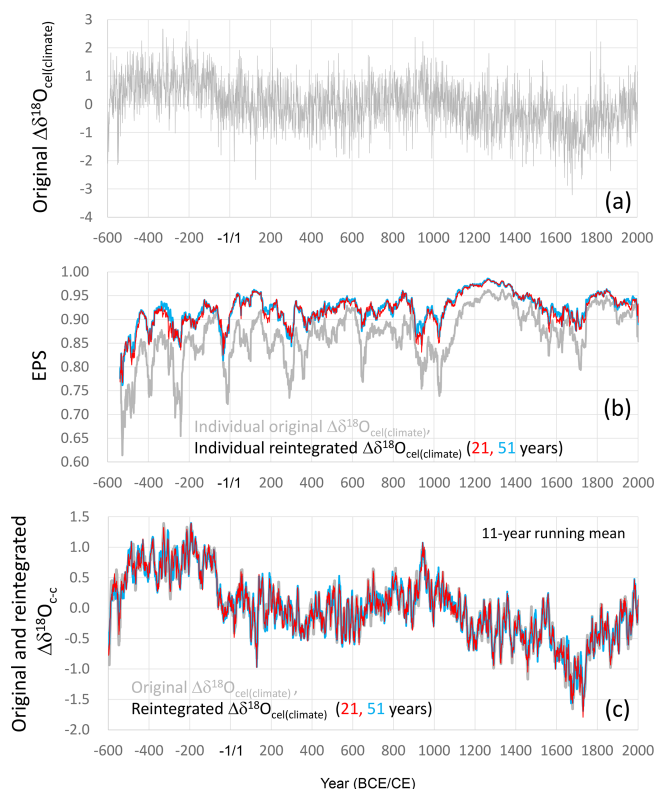 Original Δδ¹⁸Ocel(climate)
3
2
1
0
-1
-2
-3
-4
(a)
-600 -400 -200 -1/1 200 400 600 800 1000 1200 1400 1600 1800 2000
EPS
1.00
0.95
0.90
0.85
0.80
0.75
0.70
0.65
0.60
(b)
Individual original Δδ¹⁸Ocel(climate),
Individual reintegrated Δδ¹⁸Ocel(climate) (21, 51 years)
-600 -400 -200 -1/1 200 400 600 800 1000 1200 1400 1600 1800 2000
Original and reintegrated
Δδ¹⁸Oc-c
1.5
1.0
0.5
0.0
-0.5
-1.0
-1.5
-2.0
11-year running mean
Original Δδ¹⁸Ocel(climate),
Reintegrated Δδ¹⁸Ocel(climate) (21, 51 years)
(c)
-600 -400 -200 -1/1 200 400 600 800 1000 1200 1400 1600 1800 2000
Year (BCE/CE)